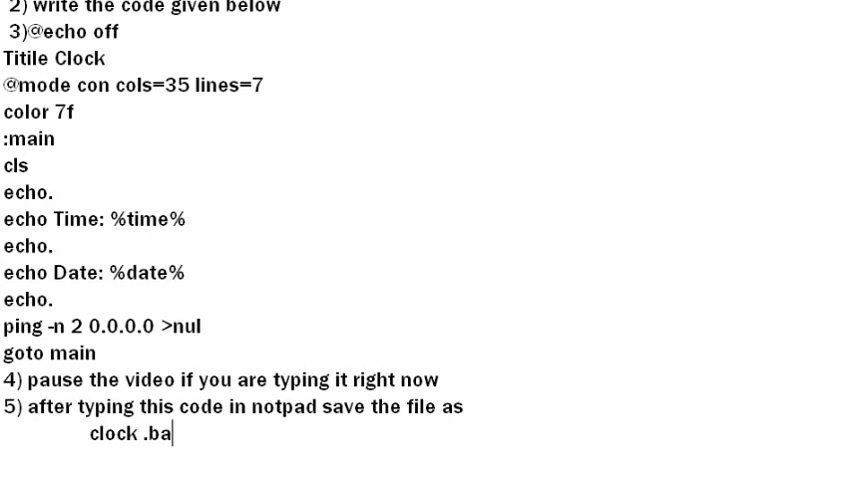 2) write the code given below
3)@echo off
Titile Clock
@mode con cols=35 lines=7
color 7f
:main
cls
echo.
echo Time: %time%
echo.
echo Date: %date%
echo.
ping -n 2 0.0.0.0 >nul
goto main
4) pause the video if you are typing it right now
5) after typing this code in notpad save the file as
clock .ba